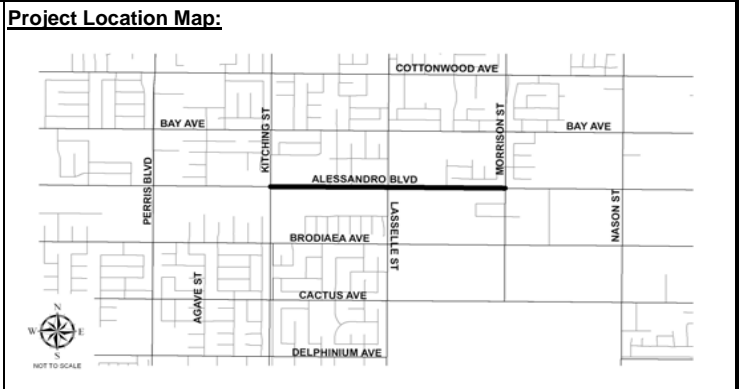 Project Location Map:
COTTONWOOD AVE
BAY AVE
KITCHING ST
MORRISON ST
BAY AVE
PERRIS BLVD
ALESSANDRO BLVD
LASSELLE ST
NASON ST
BRODIAEA AVE
AGAVE ST
CACTUS AVE
N
W
E
S
NOT TO SCALE
DELPHINIUM AVE